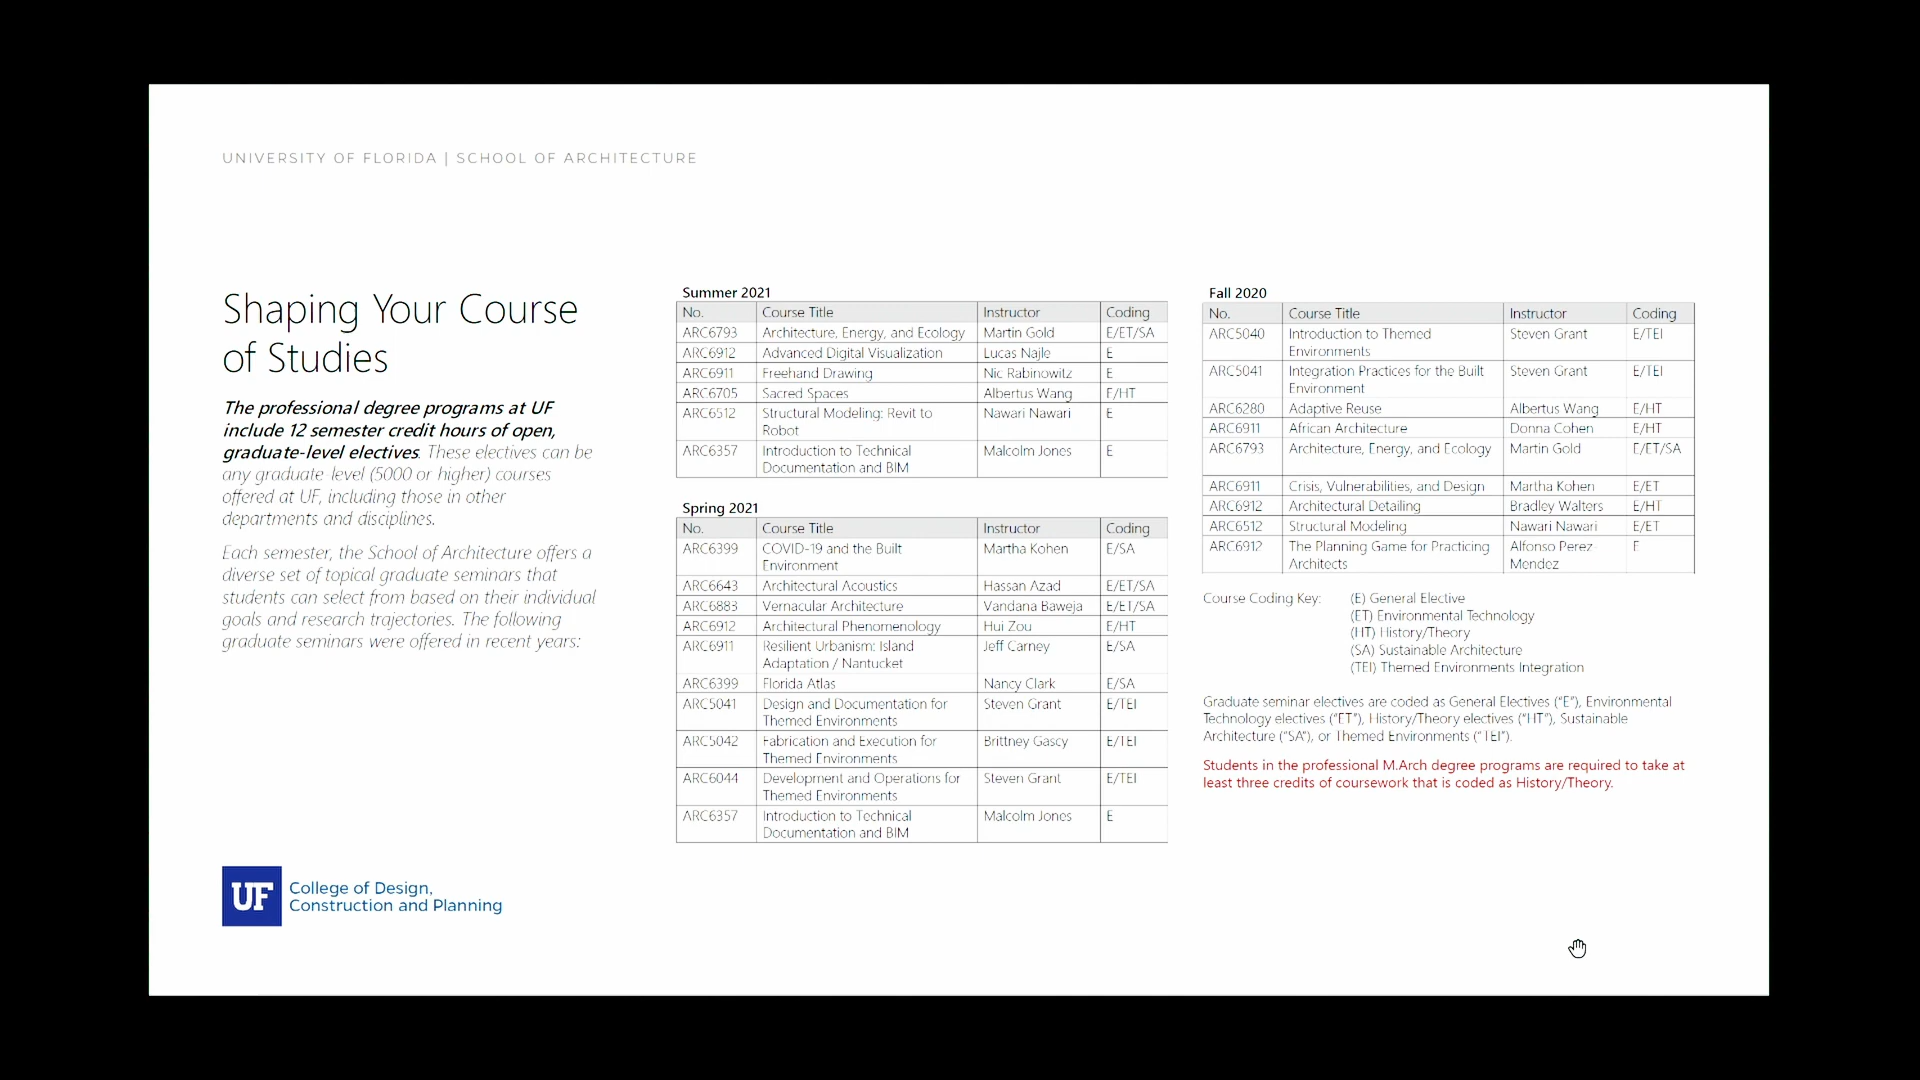 UNIVERSITY OF FLORIDA | SCHOOL OF ARCHITECTURE
Shaping Your Course
of Studies
The professional degree programs at UF
include 12 semester credit hours of open,
graduate-level electives. These electives can be
any graduate level (5000 or higher) courses
offered at UF, including those in other
departments and disciplines.
Each semester, the School of Architecture offers a
diverse set of topical graduate seminars that
students can select from based on their individual
goals and research trajectories. The following
graduate seminars were offered in recent years:
UF
College of Design,
Construction and Planning
Summer 2021
No. Course Title Instructor Coding
ARC6793 Architecture, Energy, and Ecology Martin Gold E/ET/SA
ARC6912 Advanced Digital Visualization Lucas Najle E
ARC6911 Freehand Drawing Nic Rabinowitz E
ARC6705 Sacred Spaces Albertus Wang E/HT
ARC6512 Structural Modeling: Revit to Nawari Nawari E
Robot
ARC6357 Introduction to Technical Malcolm Jones E
Documentation and BIM
Spring 2021
No. Course Title Instructor Coding
ARC6399 COVID-19 and the Built Martha Kohen E/SA
Environment
ARC6643 Architectural Acoustics Hassan Azad E/ET/SA
ARC6883 Vernacular Architecture Vandana Baweja E/ET/SA
ARC6912 Architectural Phenomenology Hui Zou E/HT
ARC6911 Resilient Urbanism: Island Jeff Carney E/SA
Adaptation / Nantucket
ARC6399 Florida Atlas Nancy Clark E/SA
ARC5041 Design and Documentation for Steven Grant E/TEI
Themed Environments
ARC5042 Fabrication and Execution for Brittney Gascy E/TEI
Themed Environments
ARC6044 Development and Operations for Steven Grant E/TEI
Themed Environments
ARC6357 Introduction to Technical Malcolm Jones E
Documentation and BIM
Fall 2020
No. Course Title Instructor Coding
ARC5040 Introduction to Themed Steven Grant E/TEI
Environments
ARC5041 Integration Practices for the Built Steven Grant E/TEI
Environment
ARC6280 Adaptive Reuse Albertus Wang E/HT
ARC6911 African Architecture Donna Cohen E/HT
ARC6793 Architecture, Energy, and Ecology Martin Gold E/ET/SA
ARC6911 Crisis, Vulnerabilities, and Design Martha Kohen E/ET
ARC6912 Architectural Detailing Bradley Walters E/HT
ARC6512 Structural Modeling Nawari Nawari E/ET
ARC6912 The Planning Game for Practicing Alfonso Perez E
Architects Mendez
Course Coding Key: (E) General Elective
(ET) Environmental Technology
(HT) History/Theory
(SA) Sustainable Architecture
(TEI) Themed Environments Integration
Graduate seminar electives are coded as General Electives ("E"), Environmental
Technology electives ("ET"), History/Theory electives ("HT"), Sustainable
Architecture ("SA"), or Themed Environments ("TEI").
Students in the professional M.Arch degree programs are required to take at
least three credits of coursework that is coded as History/Theory.